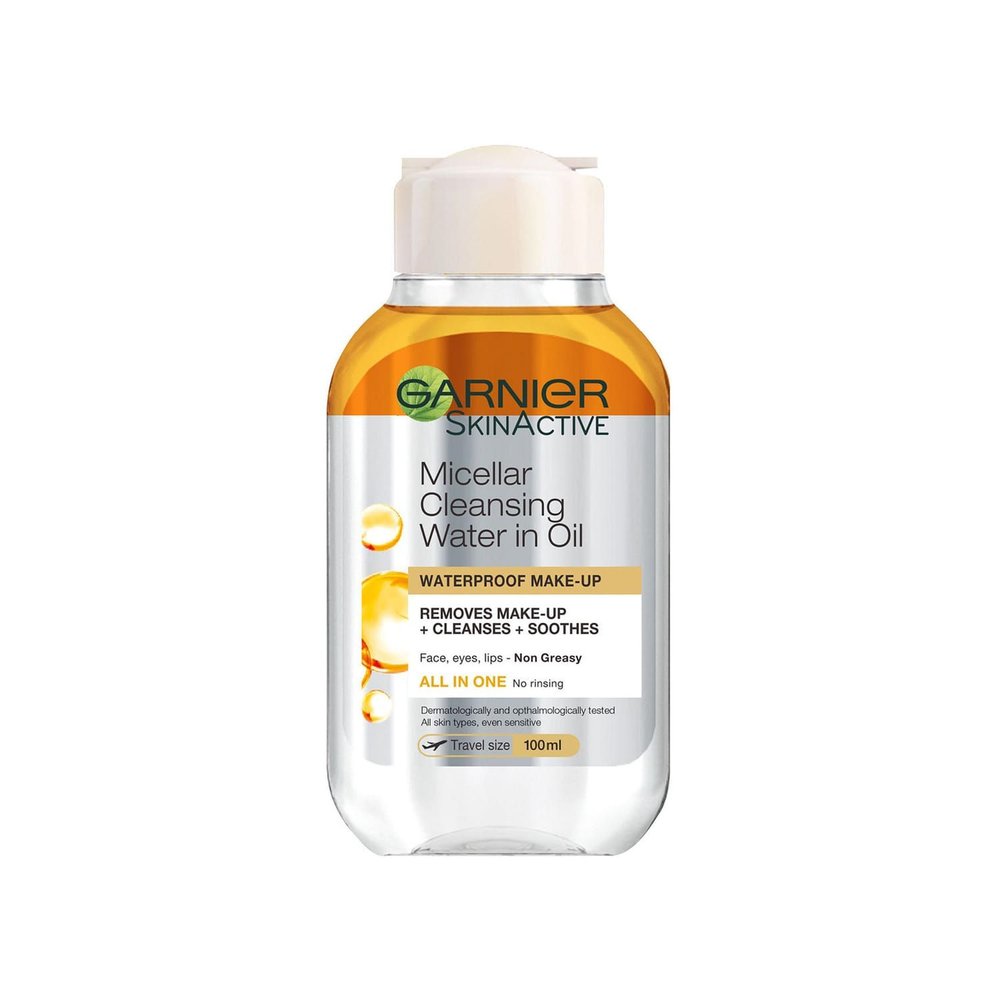 GARNIER
SKINACTIVE
Micellar
Cleansing
Water in Oil
WATERPROOF MAKE-UP
REMOVES MAKE-UP
+ CLEANSES + SOOTHES
Face, eyes, lips - Non Greasy
ALL IN ONE No rinsing
Dermatologically and opthalmologically tested
All skin types, even sensitive
Travel size 100ml